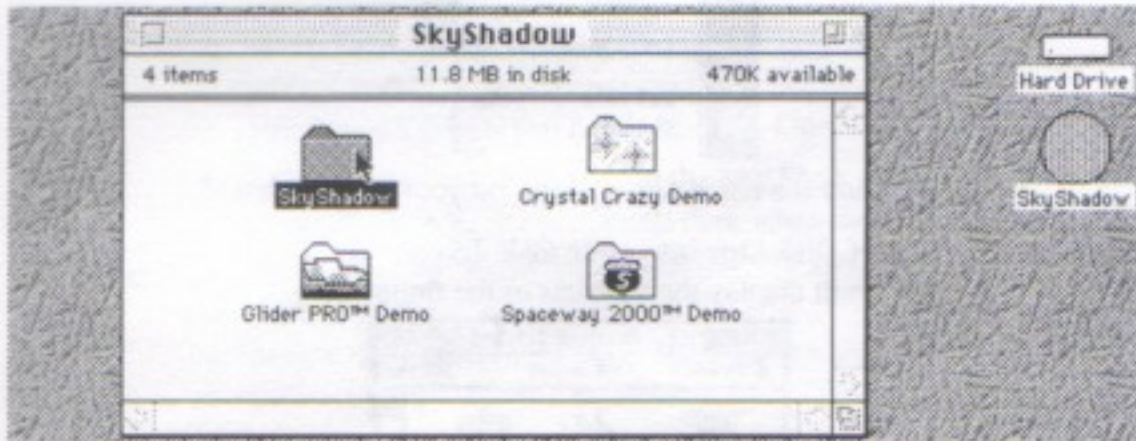 SkyShadow
4 items 11.8 MB in disk 470K available
Hard Drive
SkyShadow
SkyShadow Crystal Crazy Demo
Glider PRO™ Demo Spaceway 2000™ Demo